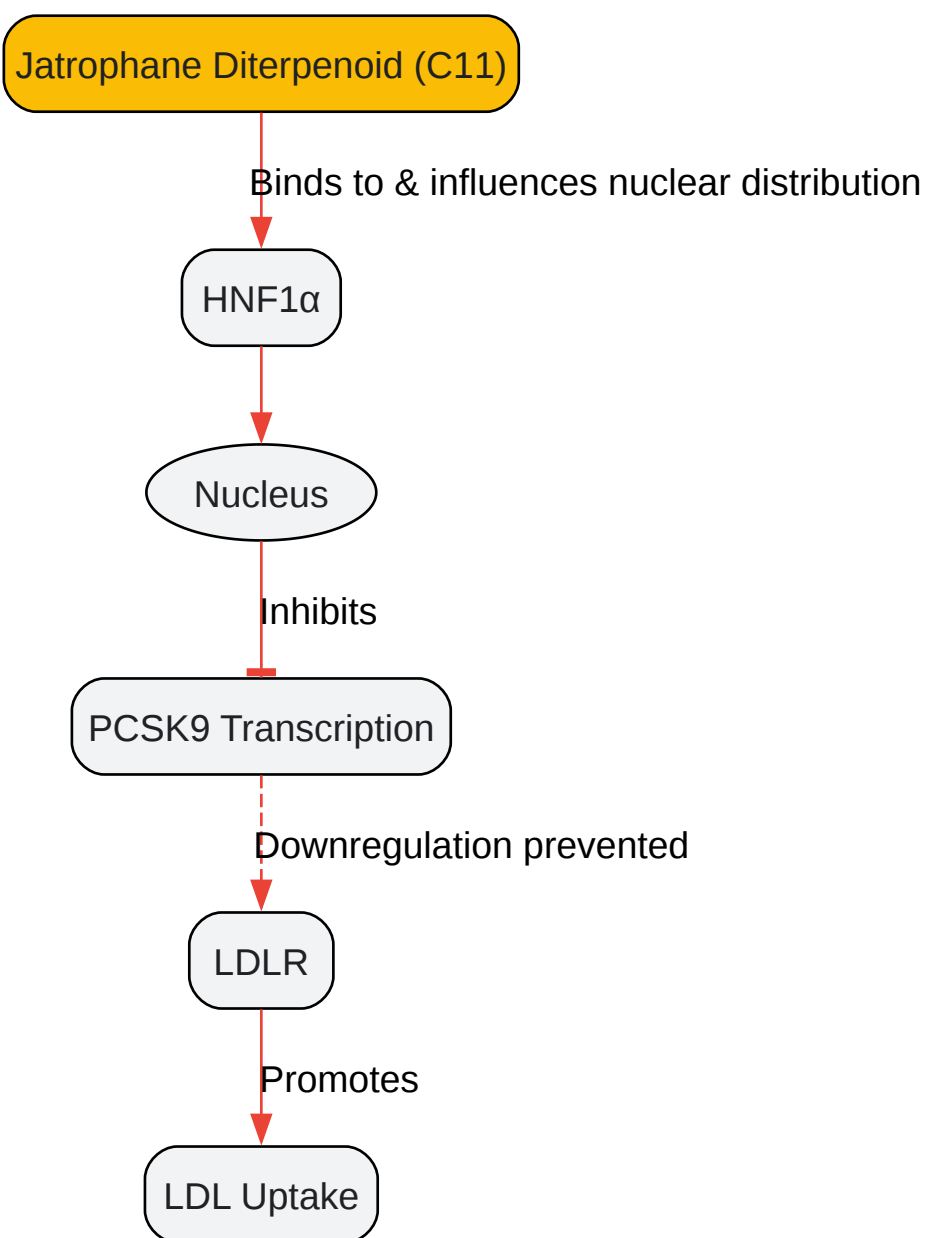 Jatrophane Diterpenoid (C11)
Binds to & influences nuclear distribution
HNF1α
Nucleus
Inhibits
PCSK9 Transcription
Downregulation prevented
LDLR
Promotes
LDL Uptake